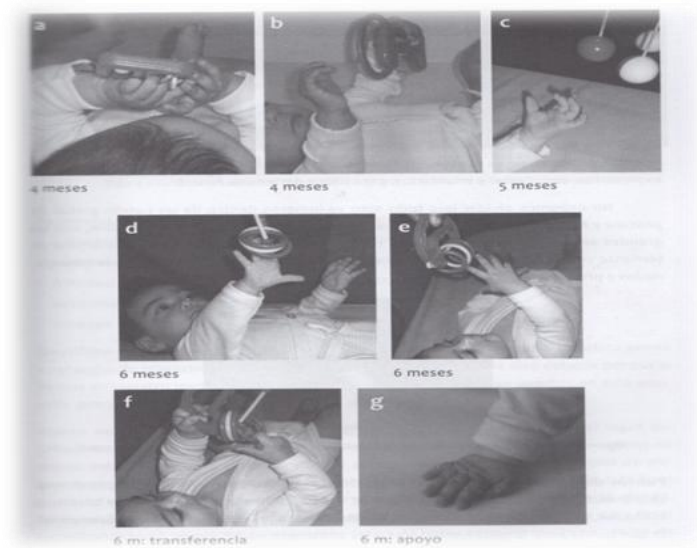 a
b
c
4 meses
4 meses
5 meses
d
e
6 meses
6 meses
f
g
6 m: transferencia
6 m: apoyo